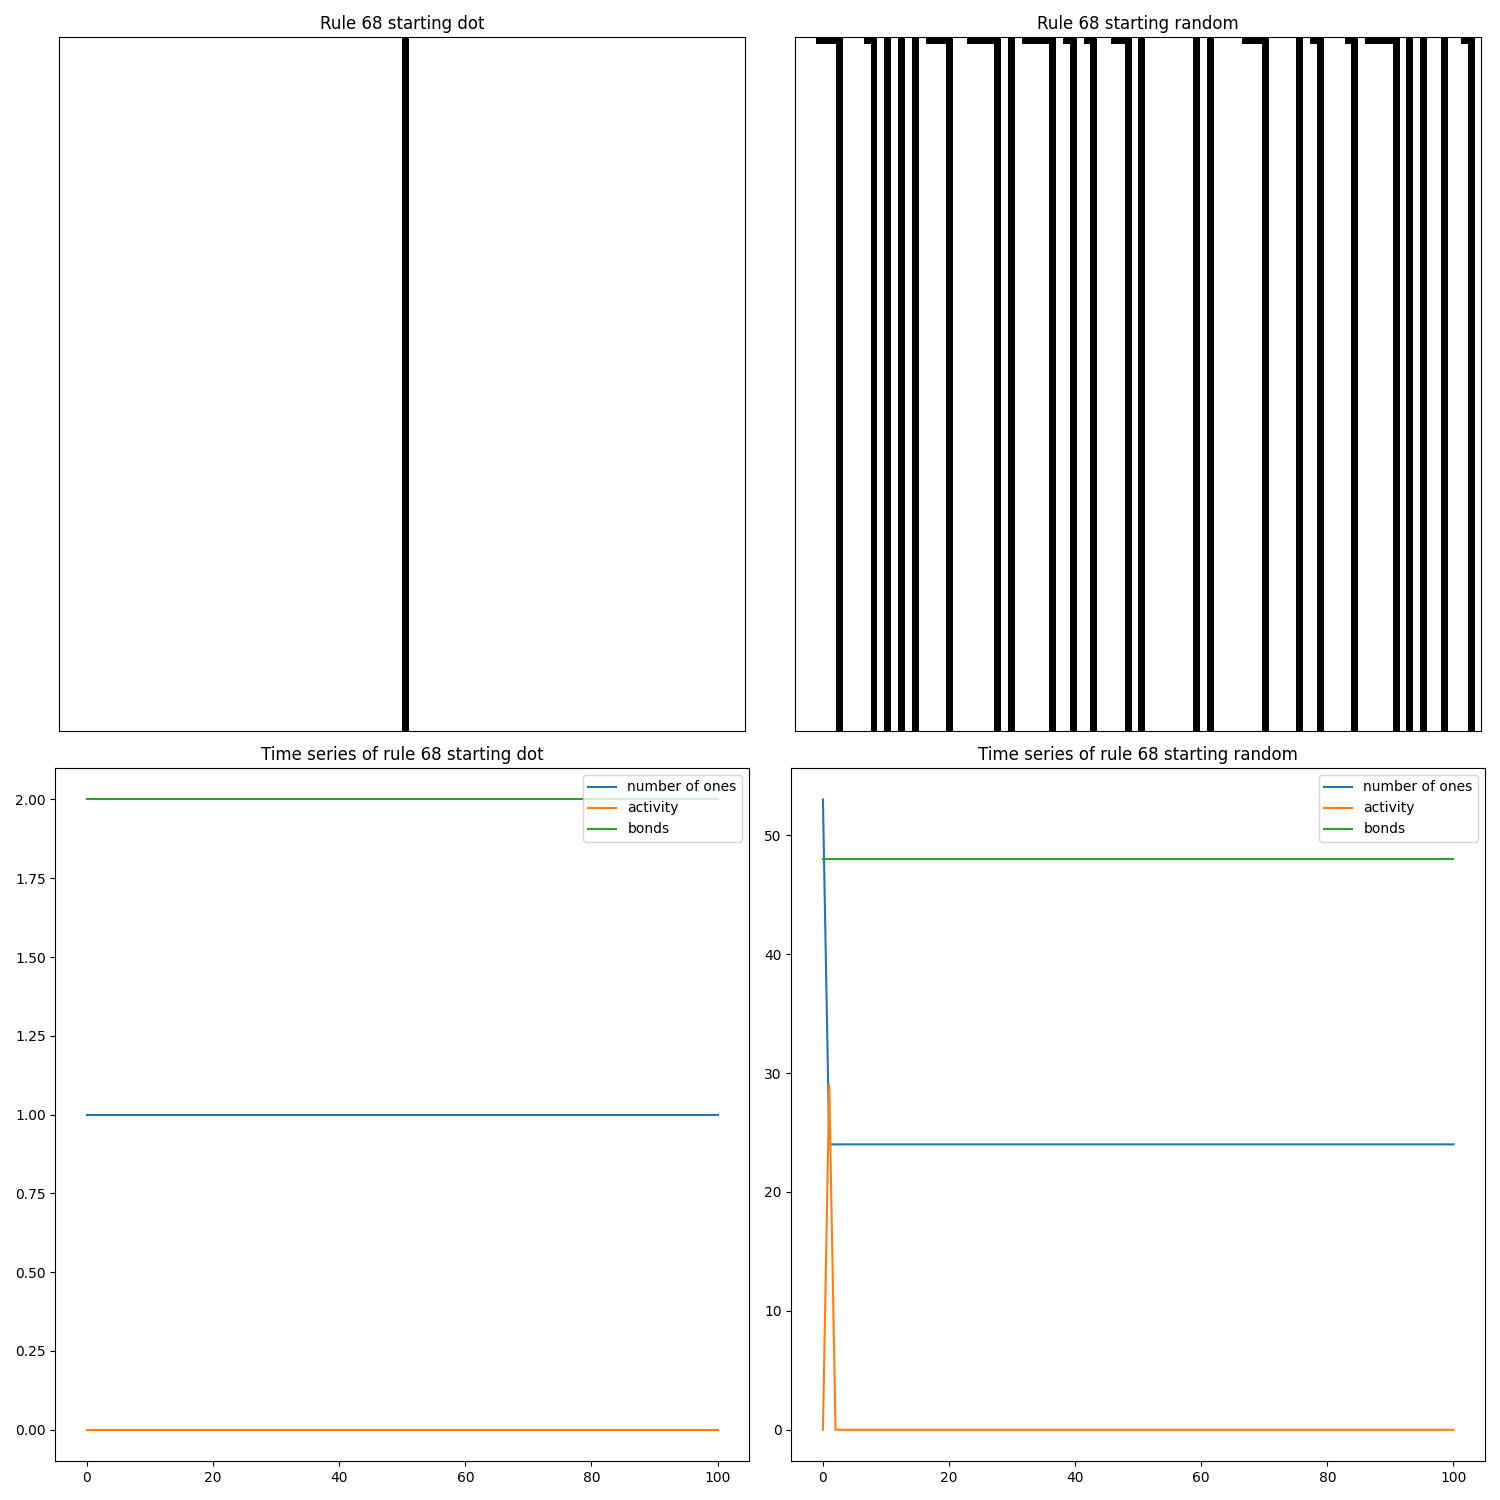 Rule 68 starting dot
Rule 68 starting random
Time series of rule 68 starting dot
2.00
1.75
1.50
1.25
1.00
0.75
0.50
0.25
0.00
0 20 40 60 80 100
number of ones
activity
bonds
Time series of rule 68 starting random
50
40
30
20
10
0
0 20 40 60 80 100
number of ones
activity
bonds